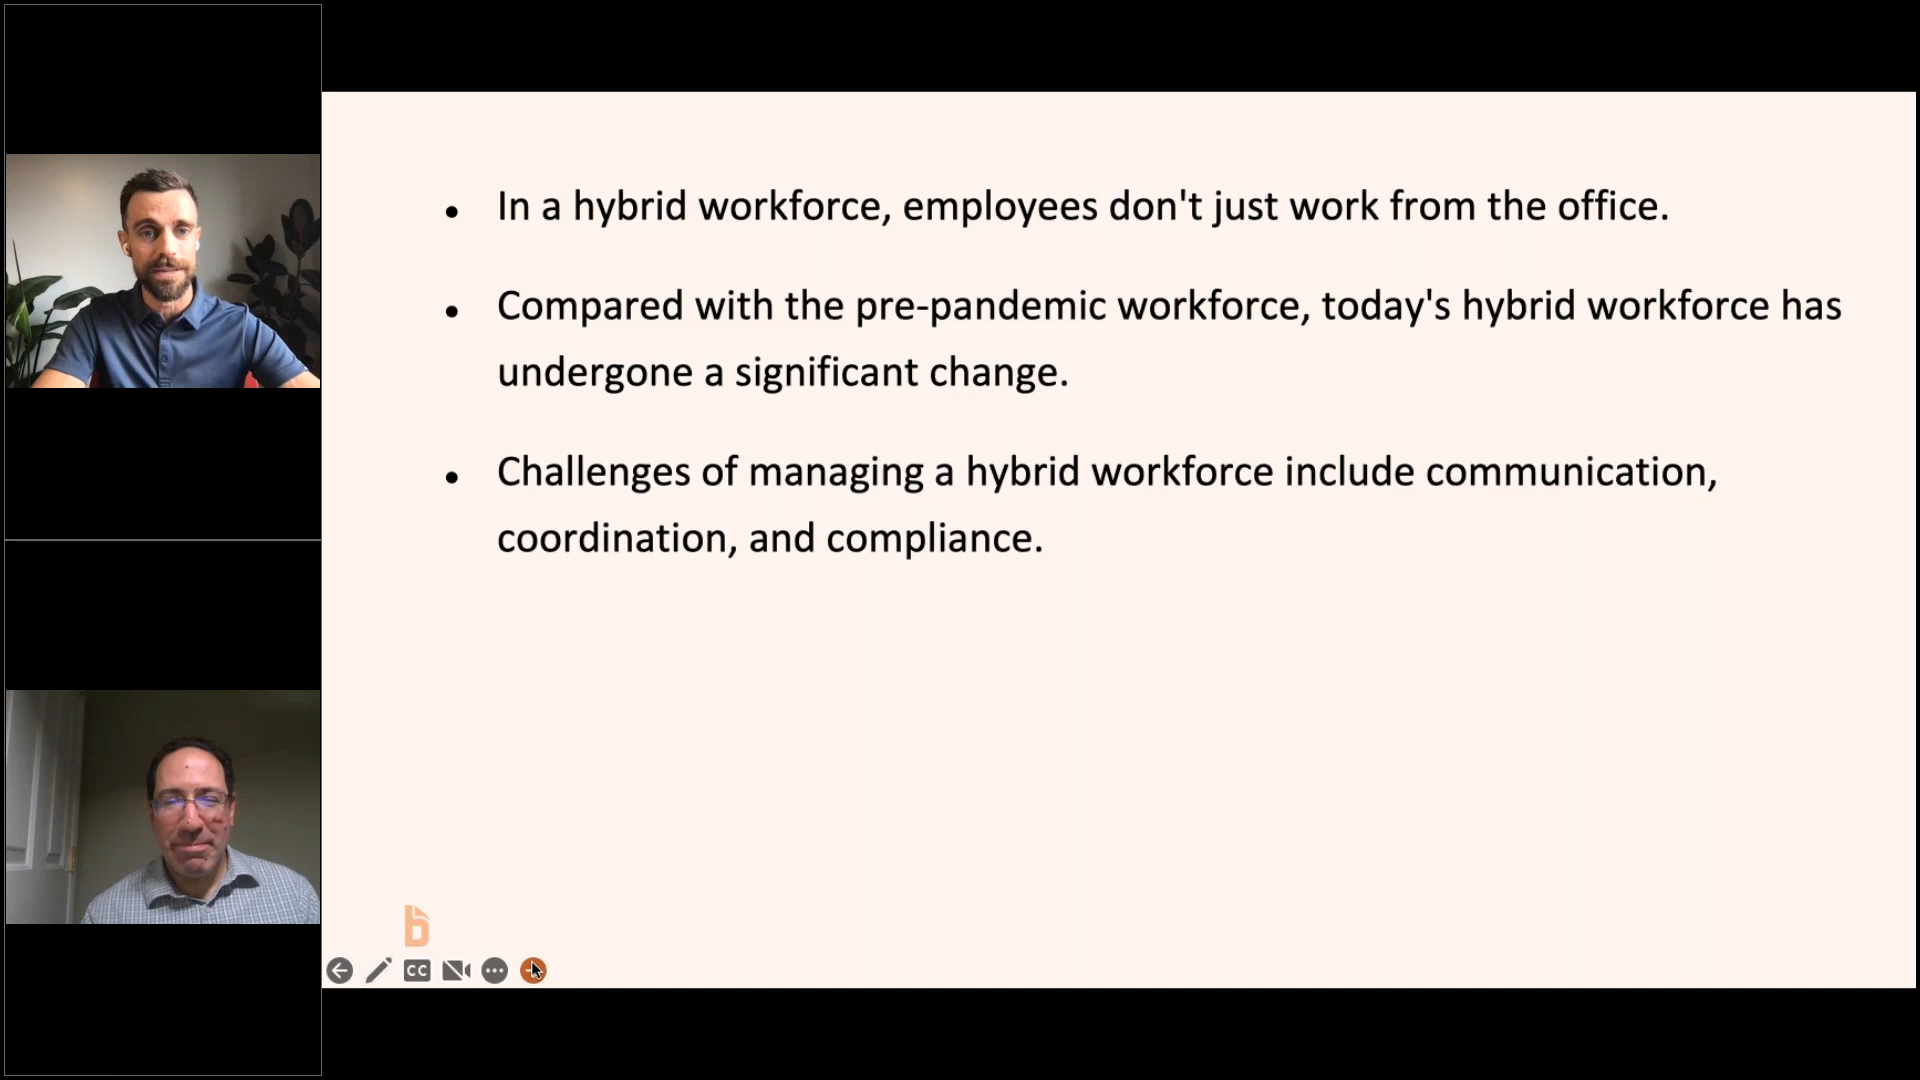 In a hybrid workforce, employees don't just work from the office.
Compared with the pre-pandemic workforce, today's hybrid workforce has
undergone a significant change.
Challenges of managing a hybrid workforce include communication,
coordination, and compliance.
b
CC